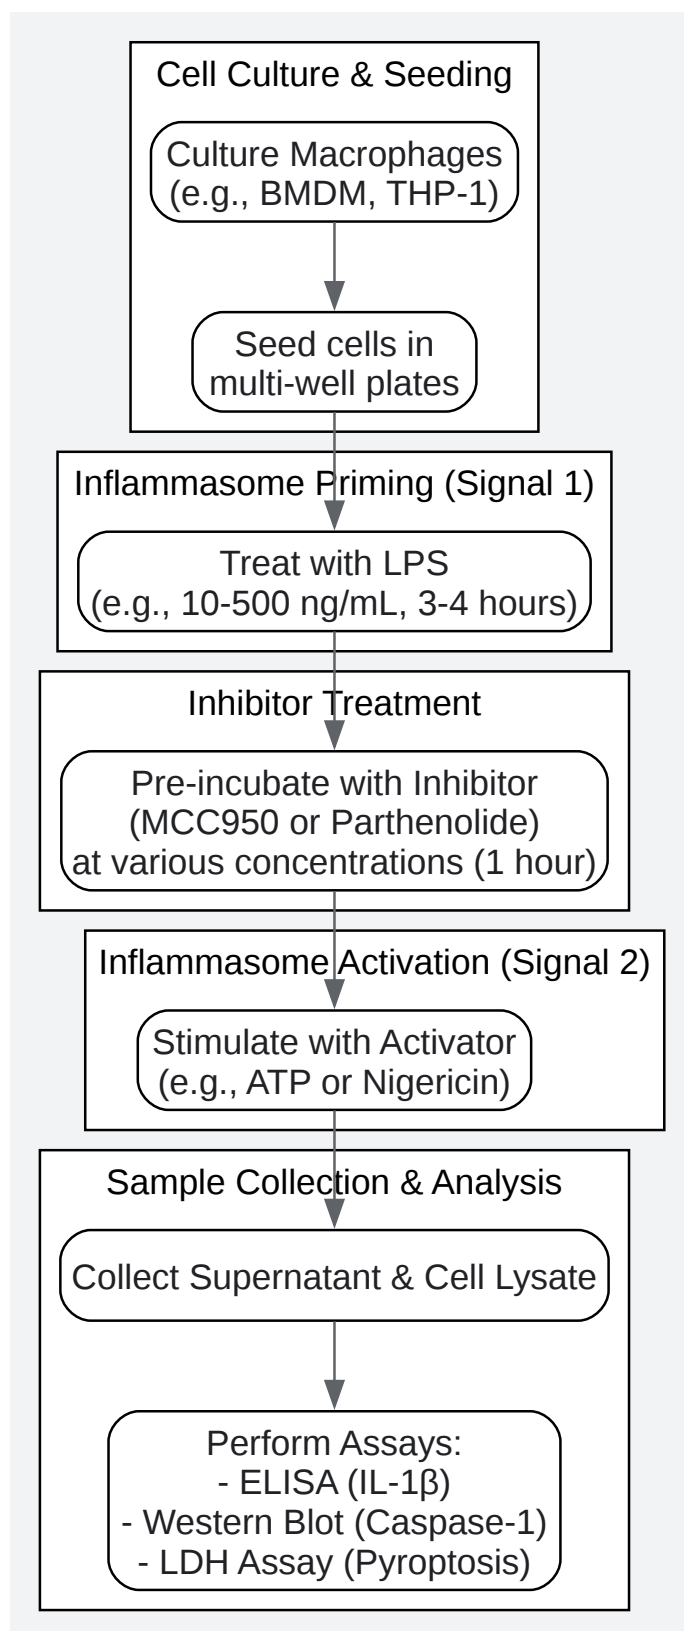 Cell Culture & Seeding
Culture Macrophages
(e.g., BMDM, THP-1)
Seed cells in
multi-well plates
Inflammasome Priming (Signal 1)
Treat with LPS
(e.g., 10-500 ng/mL, 3-4 hours)
Inhibitor Treatment
Pre-incubate with Inhibitor
(MCC950 or Parthenolide)
at various concentrations (1 hour)
Inflammasome Activation (Signal 2)
Stimulate with Activator
(e.g., ATP or Nigericin)
Sample Collection & Analysis
Collect Supernatant & Cell Lysate
Perform Assays:
- ELISA (IL-1β)
- Western Blot (Caspase-1)
- LDH Assay (Pyroptosis)